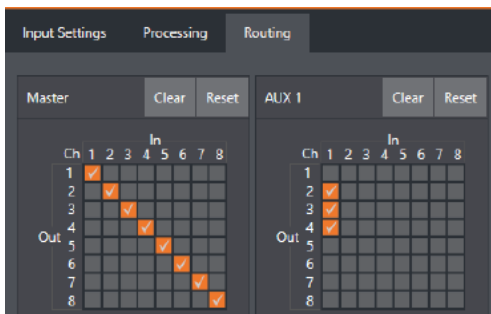 Input Settings Processing Routing
Master Clear Reset AUX 1 Clear Reset
In In
Ch 1 2 3 4 5 6 7 8 Ch 1 2 3 4 5 6 7 8
1 1
2 2
3 3
Out 4 Out 4
5 5
6 6
7 7
8 8